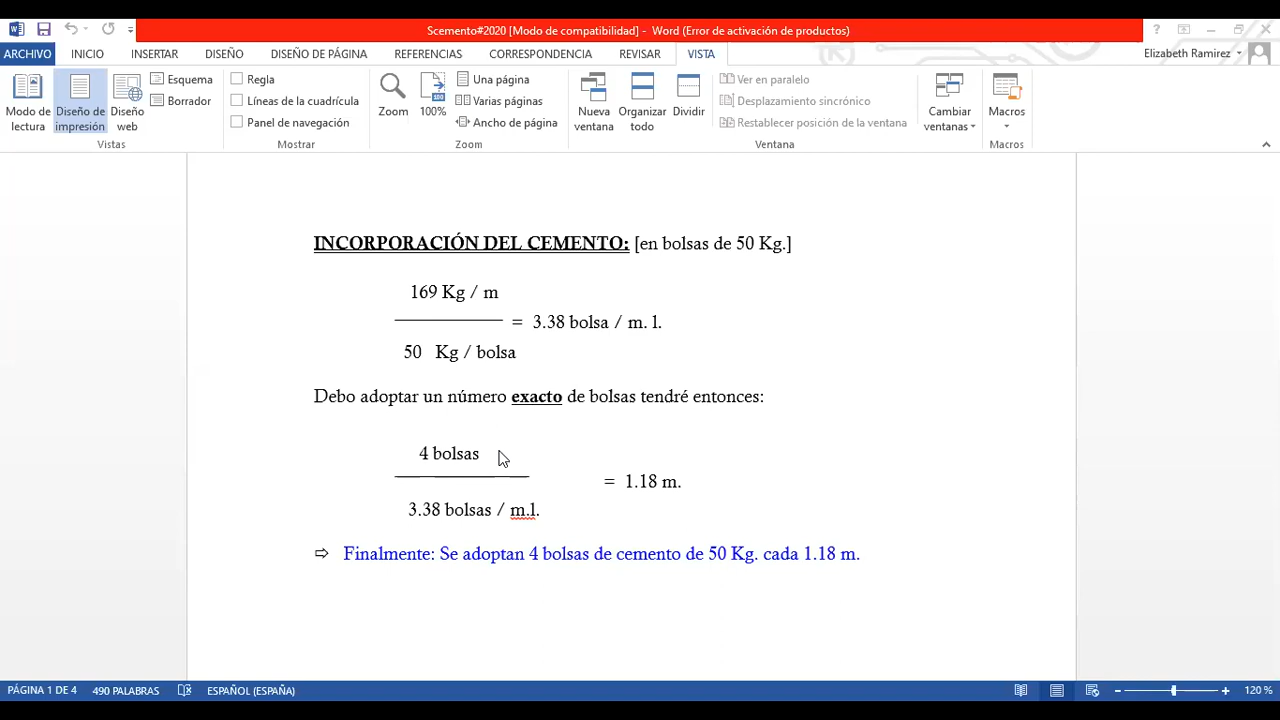 Scemento#2020 [Modo de compatibilidad] - Word (Error de activación de productos)
ARCHIVO INICIO INSERTAR DISEÑO DISEÑO DE PÁGINA REFERENCIAS CORRESPONDENCIA REVISAR VISTA Elizabeth Ramirez
Modo de lectura
Diseño de impresión
Diseño web
Esquema
Borrador
Vistas
Regla
Líneas de la cuadrícula
Panel de navegación
Mostrar
Zoom
100%
Una página
Varias páginas
Ancho de página
Zoom
Nueva ventana
Organizar todo
Dividir
Ver en paralelo
Desplazamiento sincrónico
Restablecer posición de la ventana
Ventana
Cambiar ventanas
Macros
Macros
INCORPORACIÓN DEL CEMENTO: [en bolsas de 50 Kg.]
169 Kg / m
= 3.38 bolsa / m. l.
50 Kg / bolsa
Debo adoptar un número exacto de bolsas tendré entonces:
4 bolsas
= 1.18 m.
3.38 bolsas / m.l.
⇨ Finalmente: Se adoptan 4 bolsas de cemento de 50 Kg. cada 1.18 m.
PÁGINA 1 DE 4 490 PALABRAS ESPAÑOL (ESPAÑA) 120 %